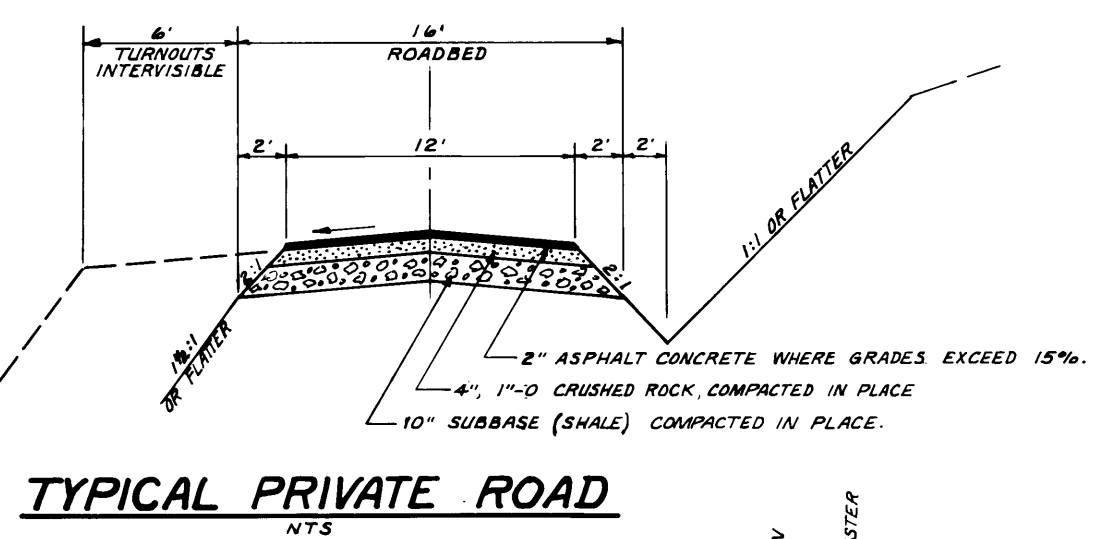 6' 16'
TURNOUTS ROADBED
INTERVISIBLE
2' 12' 2' 2'
1:1 OR FLATTER
2:1 2:1
1½:1
OR FLATTER
2" ASPHALT CONCRETE WHERE GRADES EXCEED 15%.
4", 1"-0 CRUSHED ROCK, COMPACTED IN PLACE
10" SUBBASE (SHALE) COMPACTED IN PLACE.
TYPICAL PRIVATE ROAD
NTS